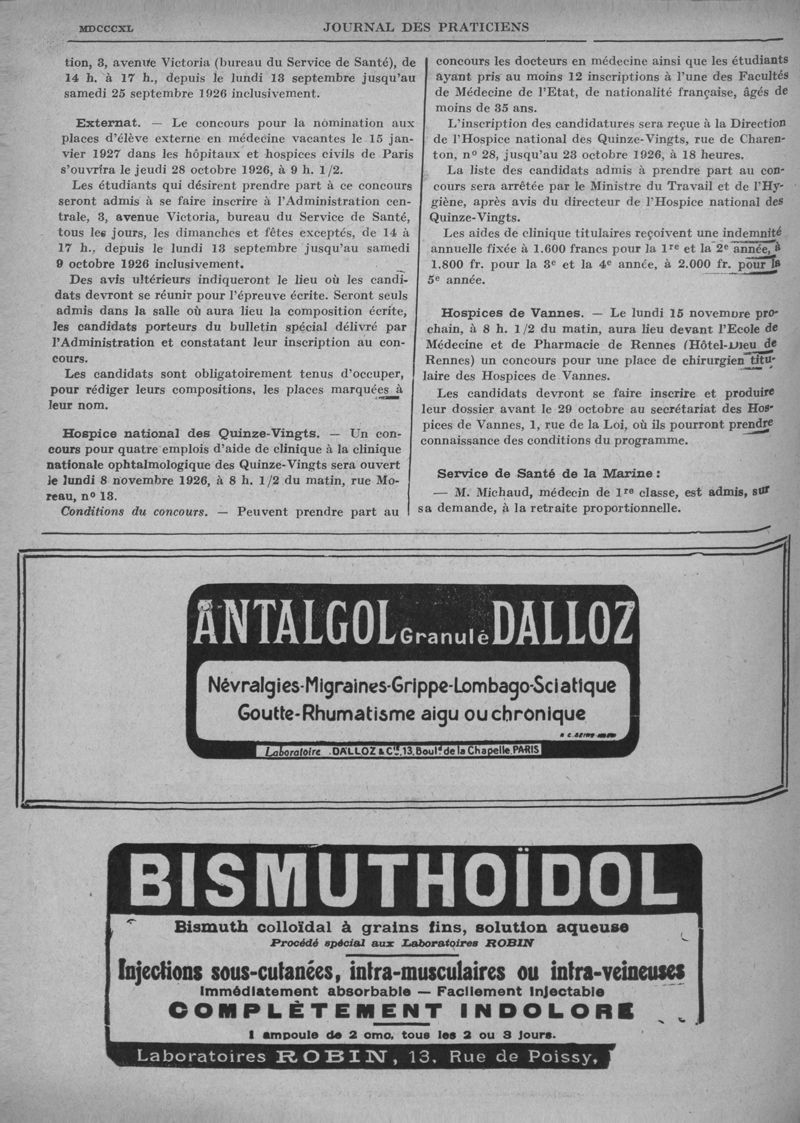 MDCCCXL
JOURNAL DES PRATICIENS
tion, 3, avenue Victoria (bureau du Service de Santé), de
14 h. à 17 h., depuis le lundi 13 septembre jusqu'au
samedi 25 septembre 1926 inclusivement.
Externat. — Le concours pour la nomination aux
places d'élève externe en médecine vacantes le 15 jan-
vier 1927 dans les hôpitaux et hospices civils de Paris
s'ouvrira le jeudi 28 octobre 1926, à 9 h. 1/2.
Les étudiants qui désirent prendre part à ce concours
seront admis à se faire inscrire à l'Administration cen-
trale, 3, avenue Victoria, bureau du Service de Santé,
tous les jours, les dimanches et fêtes exceptés, de 14 à
17 h., depuis le lundi 13 septembre jusqu'au samedi
9 octobre 1926 inclusivement.
Des avis ultérieurs indiqueront le lieu où les candi-
dats devront se réunir pour l'épreuve écrite. Seront seuls
admis dans la salle où aura lieu la composition écrite,
les candidats porteurs du bulletin spécial délivré par
l'Administration et constatant leur inscription au con-
cours.
Les candidats sont obligatoirement tenus d'occuper,
pour rédiger leurs compositions, les places marquées à
leur nom.
Hospice national des Quinze-Vingts. — Un con-
cours pour quatre emplois d'aide de clinique à la clinique
nationale ophtalmologique des Quinze-Vingts sera ouvert
le lundi 8 novembre 1926, à 8 h. 1/2 du matin, rue Mo-
reau, n° 13.
Conditions du concours. — Peuvent prendre part au
concours les docteurs en médecine ainsi que les étudiants
ayant pris au moins 12 inscriptions à l'une des Facultés
de Médecine de l'Etat, de nationalité française, âgés de
moins de 35 ans.
L'inscription des candidatures sera reçue à la Direction
de l'Hospice national des Quinze-Vingts, rue de Charen-
ton, n° 28, jusqu'au 23 octobre 1926, à 18 heures.
La liste des candidats admis à prendre part au con-
cours sera arrêtée par le Ministre du Travail et de l'Hy-
giène, après avis du directeur de l'Hospice national des
Quinze-Vingts.
Les aides de clinique titulaires reçoivent une indemnité
annuelle fixée à 1.600 francs pour la 1re et la 2e année, à
1.800 fr. pour la 3e et la 4e année, à 2.000 fr. pour la
5e année.
Hospices de Vannes. — Le lundi 15 novembre pro-
chain, à 8 h. 1/2 du matin, aura lieu devant l'Ecole de
Médecine et de Pharmacie de Rennes (Hôtel-Dieu de
Rennes) un concours pour une place de chirurgien titu-
laire des Hospices de Vannes.
Les candidats devront se faire inscrire et produire
leur dossier avant le 29 octobre au secrétariat des Hos-
pices de Vannes, 1, rue de la Loi, où ils pourront prendre
connaissance des conditions du programme.
Service de Santé de la Marine :
— M. Michaud, médecin de 1re classe, est admis, sur
sa demande, à la retraite proportionnelle.
ANTALGOL Granulé DALLOZ
Névralgies-Migraines-Grippe-Lombago-Sciatique
Goutte-Rhumatisme aigu ou chronique
Laboratoire .DALLOZ & Cie, 13, Boul.d de la Chapelle, PARIS
BISMUTHOÏDOL
Bismuth colloïdal à grains fins, solution aqueuse
Procédé spécial aux Laboratoires ROBIN
Injections sous-cutanées, intra-musculaires ou intra-veineuses
Immédiatement absorbable — Facilement injectable
COMPLÈTEMENT INDOLORE
1 ampoule de 2 cmc. tous les 2 ou 3 jours.
Laboratoires ROBIN, 13, Rue de Poissy,